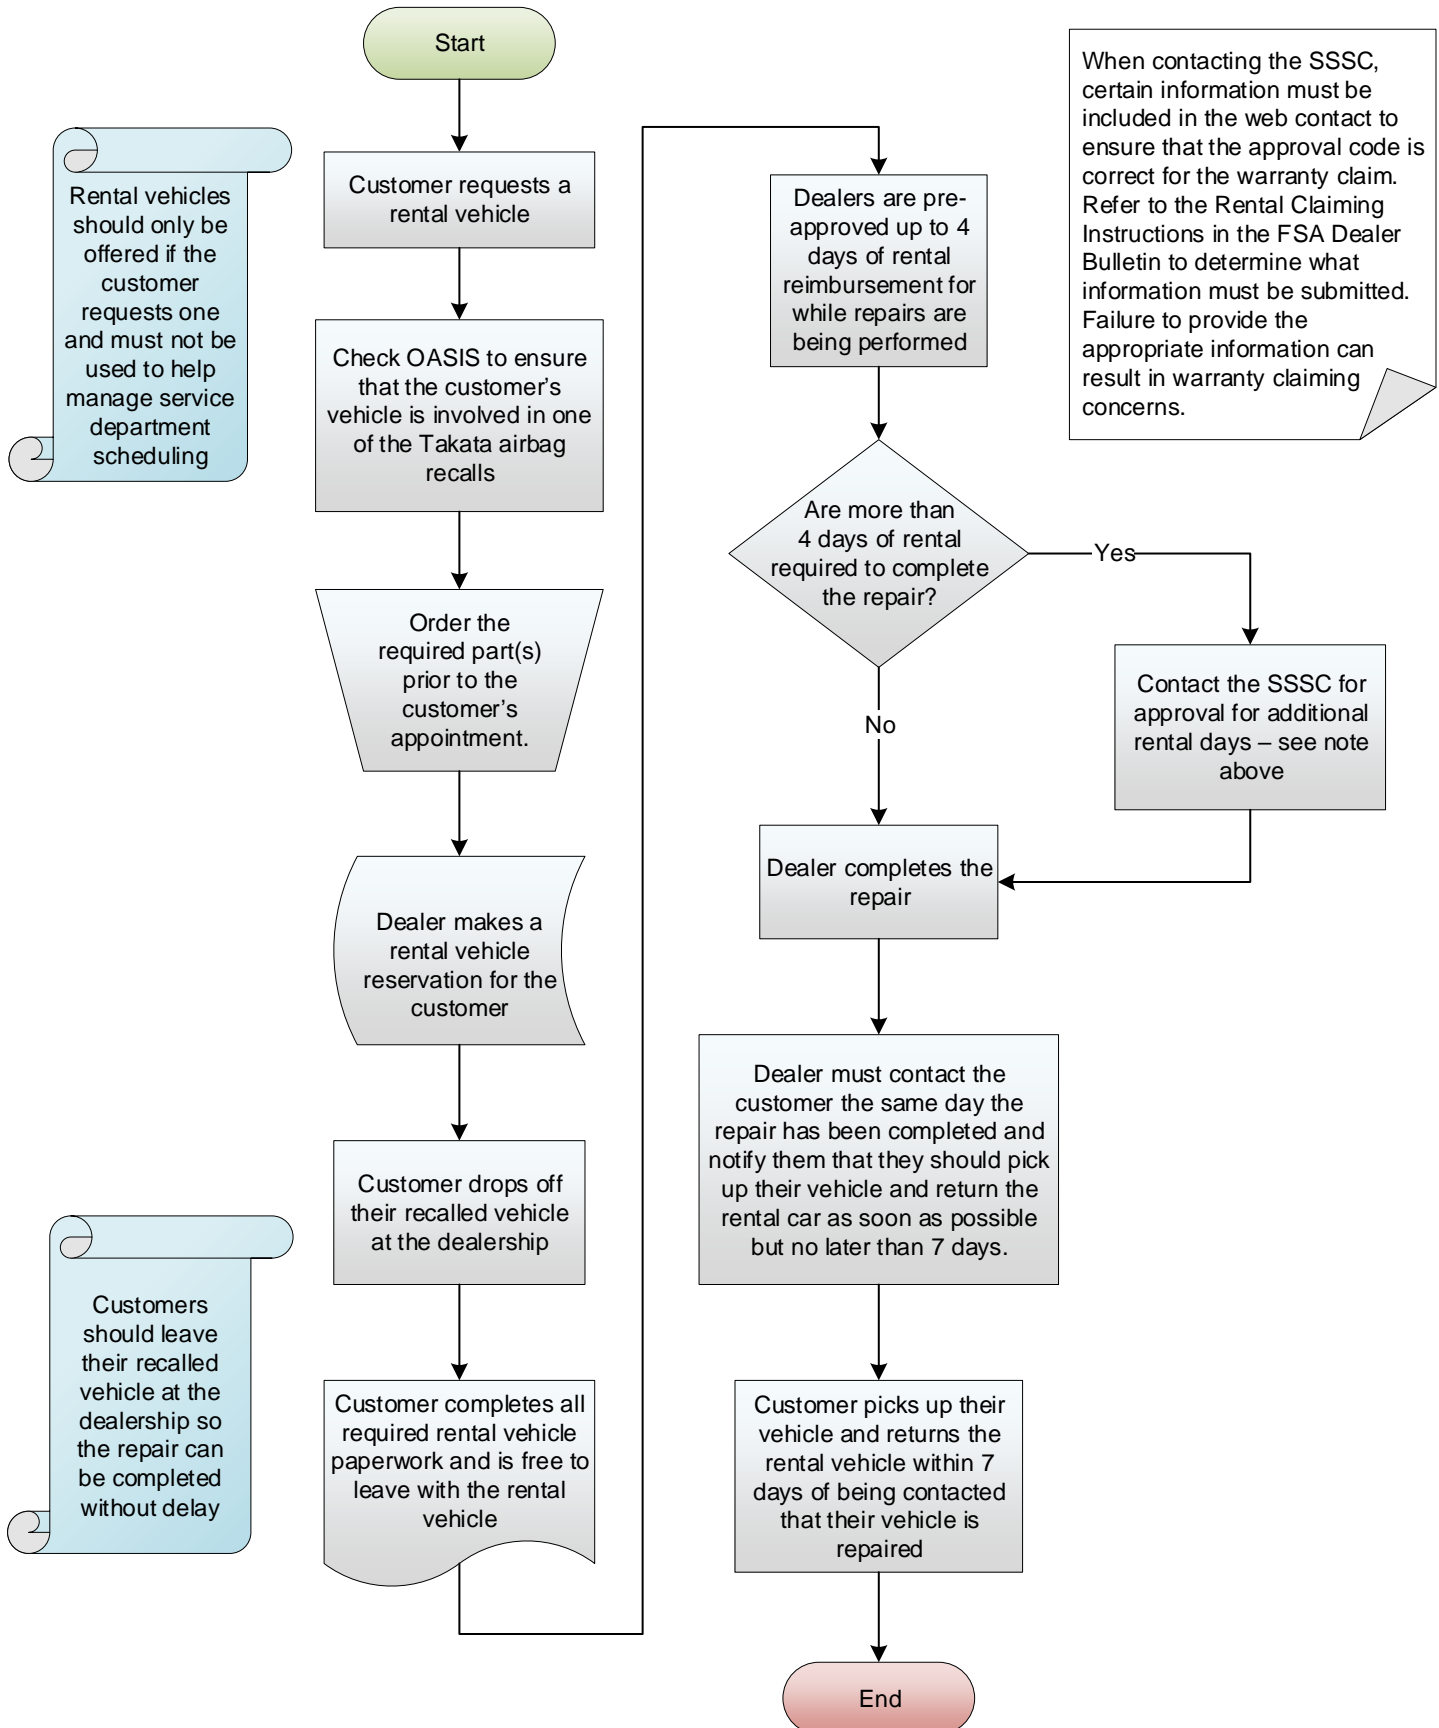 Start
Rental vehicles
should only be
offered if the
customer
requests one
and must not be
used to help
manage service
department
scheduling
Customer requests a
rental vehicle
Check OASIS to ensure
that the customer’s
vehicle is involved in one
of the Takata airbag
recalls
Order the
required part(s)
prior to the
customer’s
appointment.
Dealer makes a
rental vehicle
reservation for the
customer
Customer drops off
their recalled vehicle
at the dealership
Customers
should leave
their recalled
vehicle at the
dealership so
the repair can
be completed
without delay
Customer completes all
required rental vehicle
paperwork and is free to
leave with the rental
vehicle
Dealers are pre-
approved up to 4
days of rental
reimbursement for
while repairs are
being performed
When contacting the SSSC,
certain information must be
included in the web contact to
ensure that the approval code is
correct for the warranty claim.
Refer to the Rental Claiming
Instructions in the FSA Dealer
Bulletin to determine what
information must be submitted.
Failure to provide the
appropriate information can
result in warranty claiming
concerns.
Are more than
4 days of rental
required to complete
the repair?
Yes
Contact the SSSC for
approval for additional
rental days – see note
above
No
Dealer completes the
repair
Dealer must contact the
customer the same day the
repair has been completed and
notify them that they should pick
up their vehicle and return the
rental car as soon as possible
but no later than 7 days.
Customer picks up their
vehicle and returns the
rental vehicle within 7
days of being contacted
that their vehicle is
repaired
End